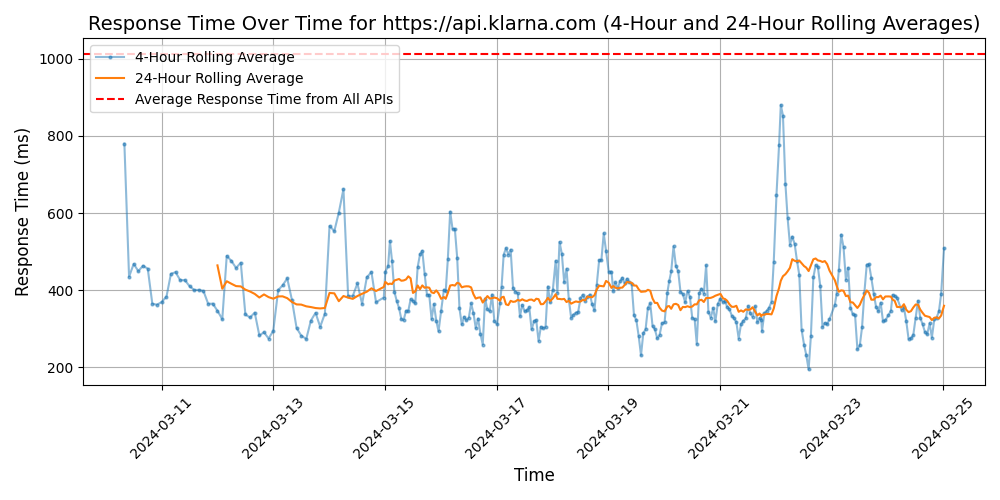 Response Time Over Time for https://api.klarna.com (4-Hour and 24-Hour Rolling Averages)
4-Hour Rolling Average
24-Hour Rolling Average
Average Response Time from All APIs
Response Time (ms)
1000
800
600
400
200
2024-03-11
2024-03-13
2024-03-15
2024-03-17
2024-03-19
2024-03-21
2024-03-23
2024-03-25
Time